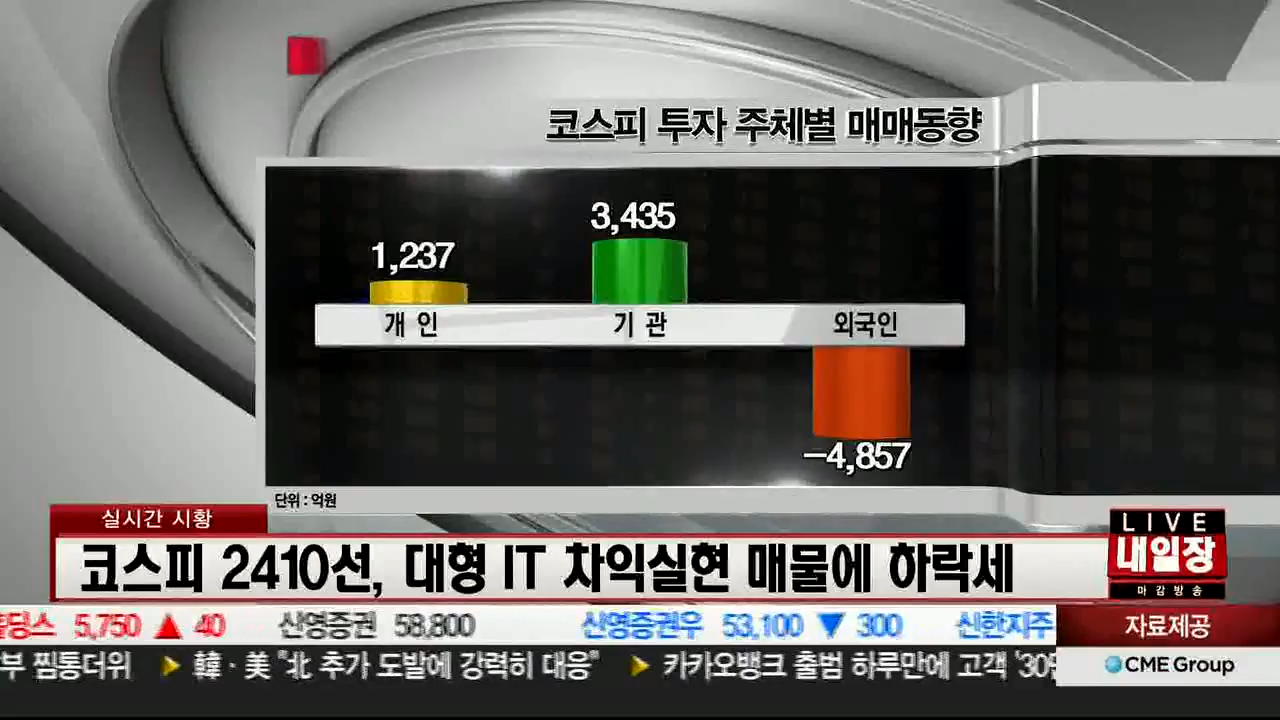 코스피 투자 주체별 매매동향
1,237
3,435
개 인
기 관
외국인
-4,857
단위 : 억원
실시간 시황
코스피 2410선, 대형 IT 차익실현 매물에 하락세
LIVE
내일장
마 감 방 송
딩스 5,750 ▲ 40 신영증권 58,800 신영증권우 53,100 ▼ 300 신한지주
자료제공
부 찜통더위 ▶ 韓·美 "北 추가 도발에 강력히 대응" ▶ 카카오뱅크 출범 하루만에 고객 '30
CME Group